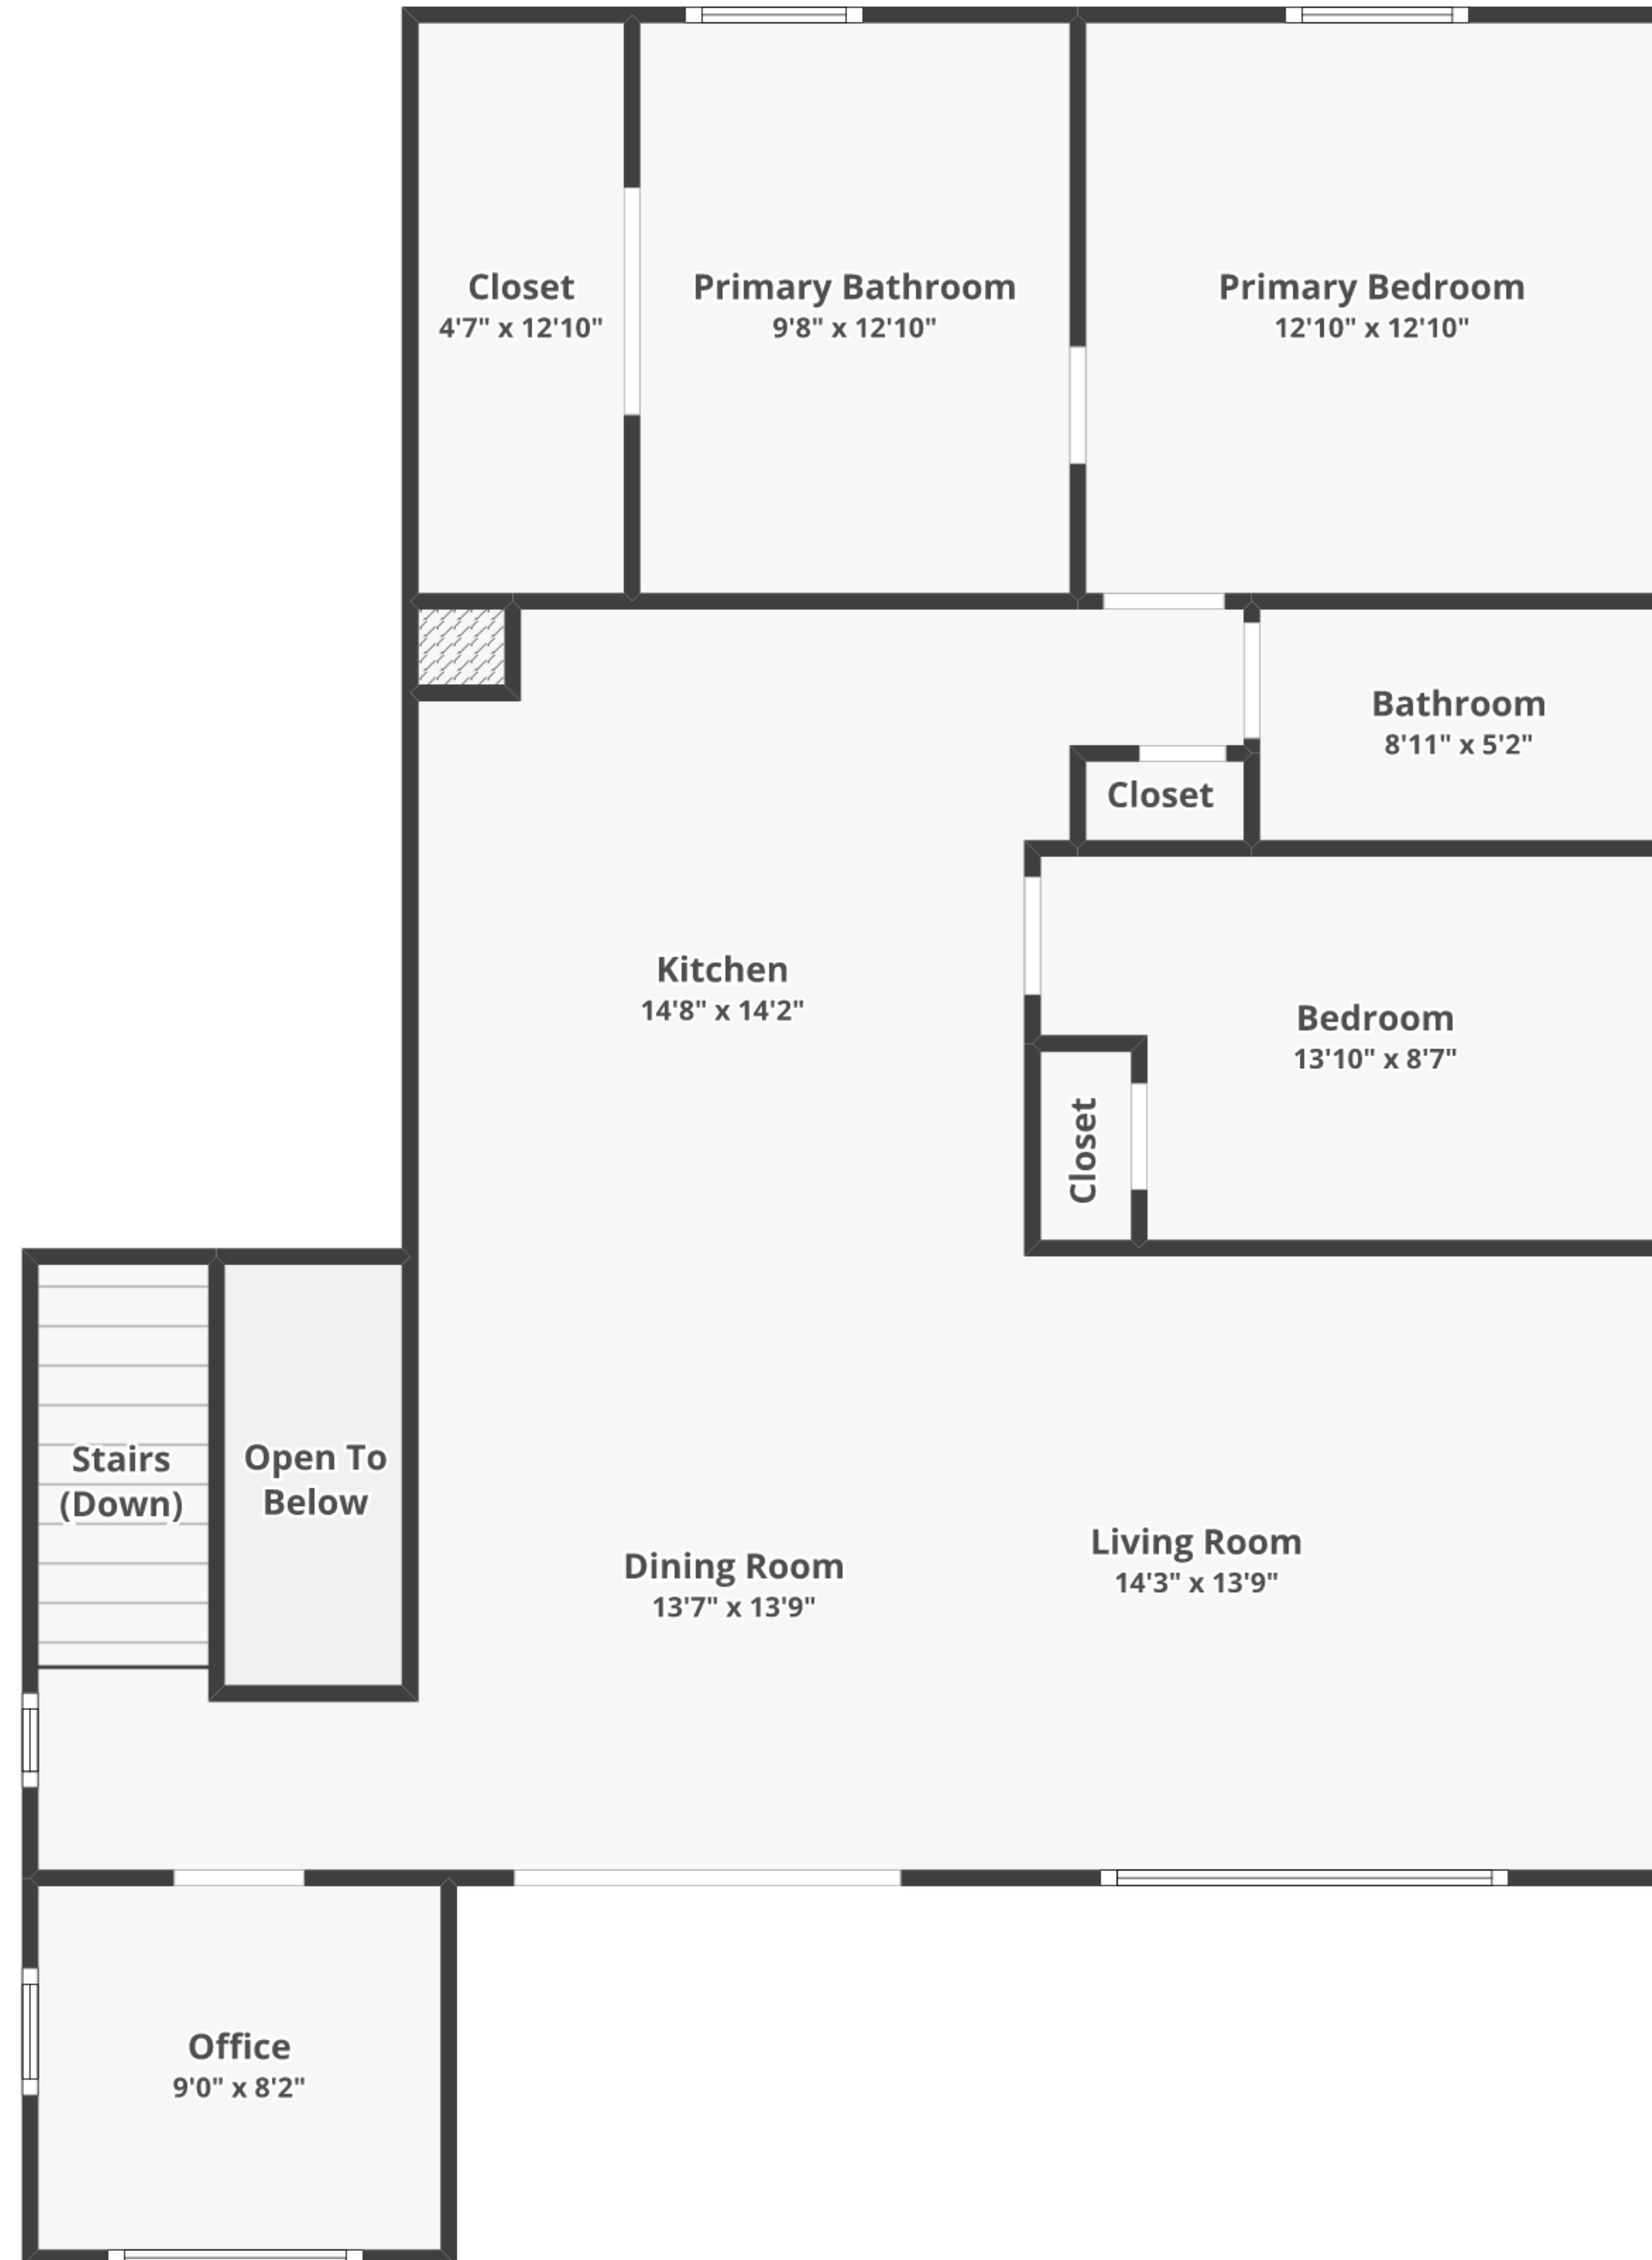 Closet
4'7" x 12'10"
Primary Bathroom
9'8" x 12'10"
Primary Bedroom
12'10" x 12'10"
Bathroom
8'11" x 5'2"
Closet
Kitchen
14'8" x 14'2"
Bedroom
13'10" x 8'7"
Closet
Stairs
(Down)
Open To
Below
Dining Room
13'7" x 13'9"
Living Room
14'3" x 13'9"
Office
9'0" x 8'2"